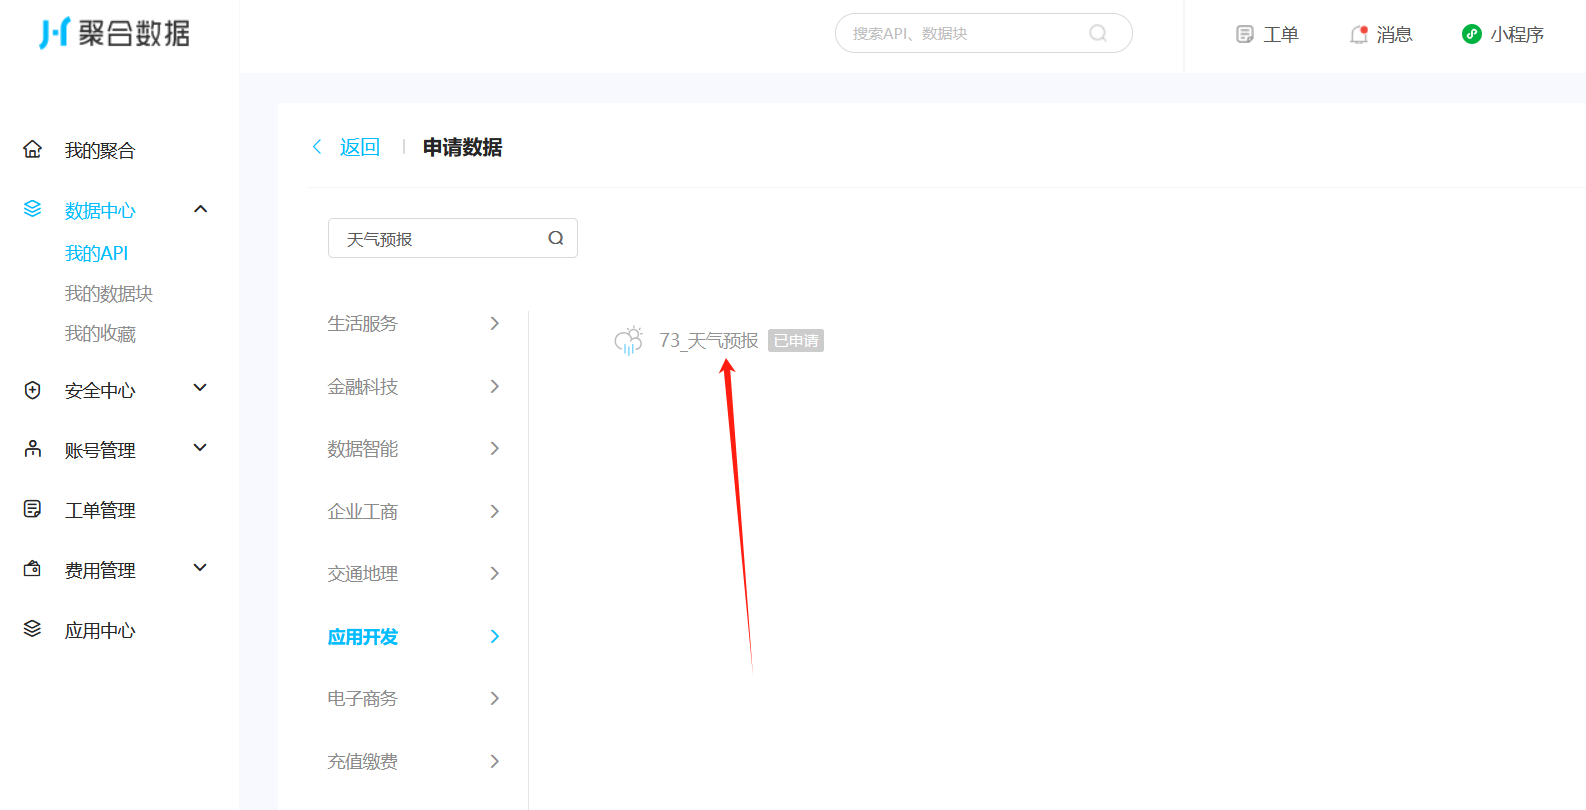 聚合数据
搜索API、数据块
工单
消息
小程序
我的聚合
数据中心
我的API
我的数据块
我的收藏
安全中心
账号管理
工单管理
费用管理
应用中心
返回
申请数据
天气预报
生活服务
金融科技
数据智能
企业工商
交通地理
应用开发
电子商务
充值缴费
73_天气预报 已申请